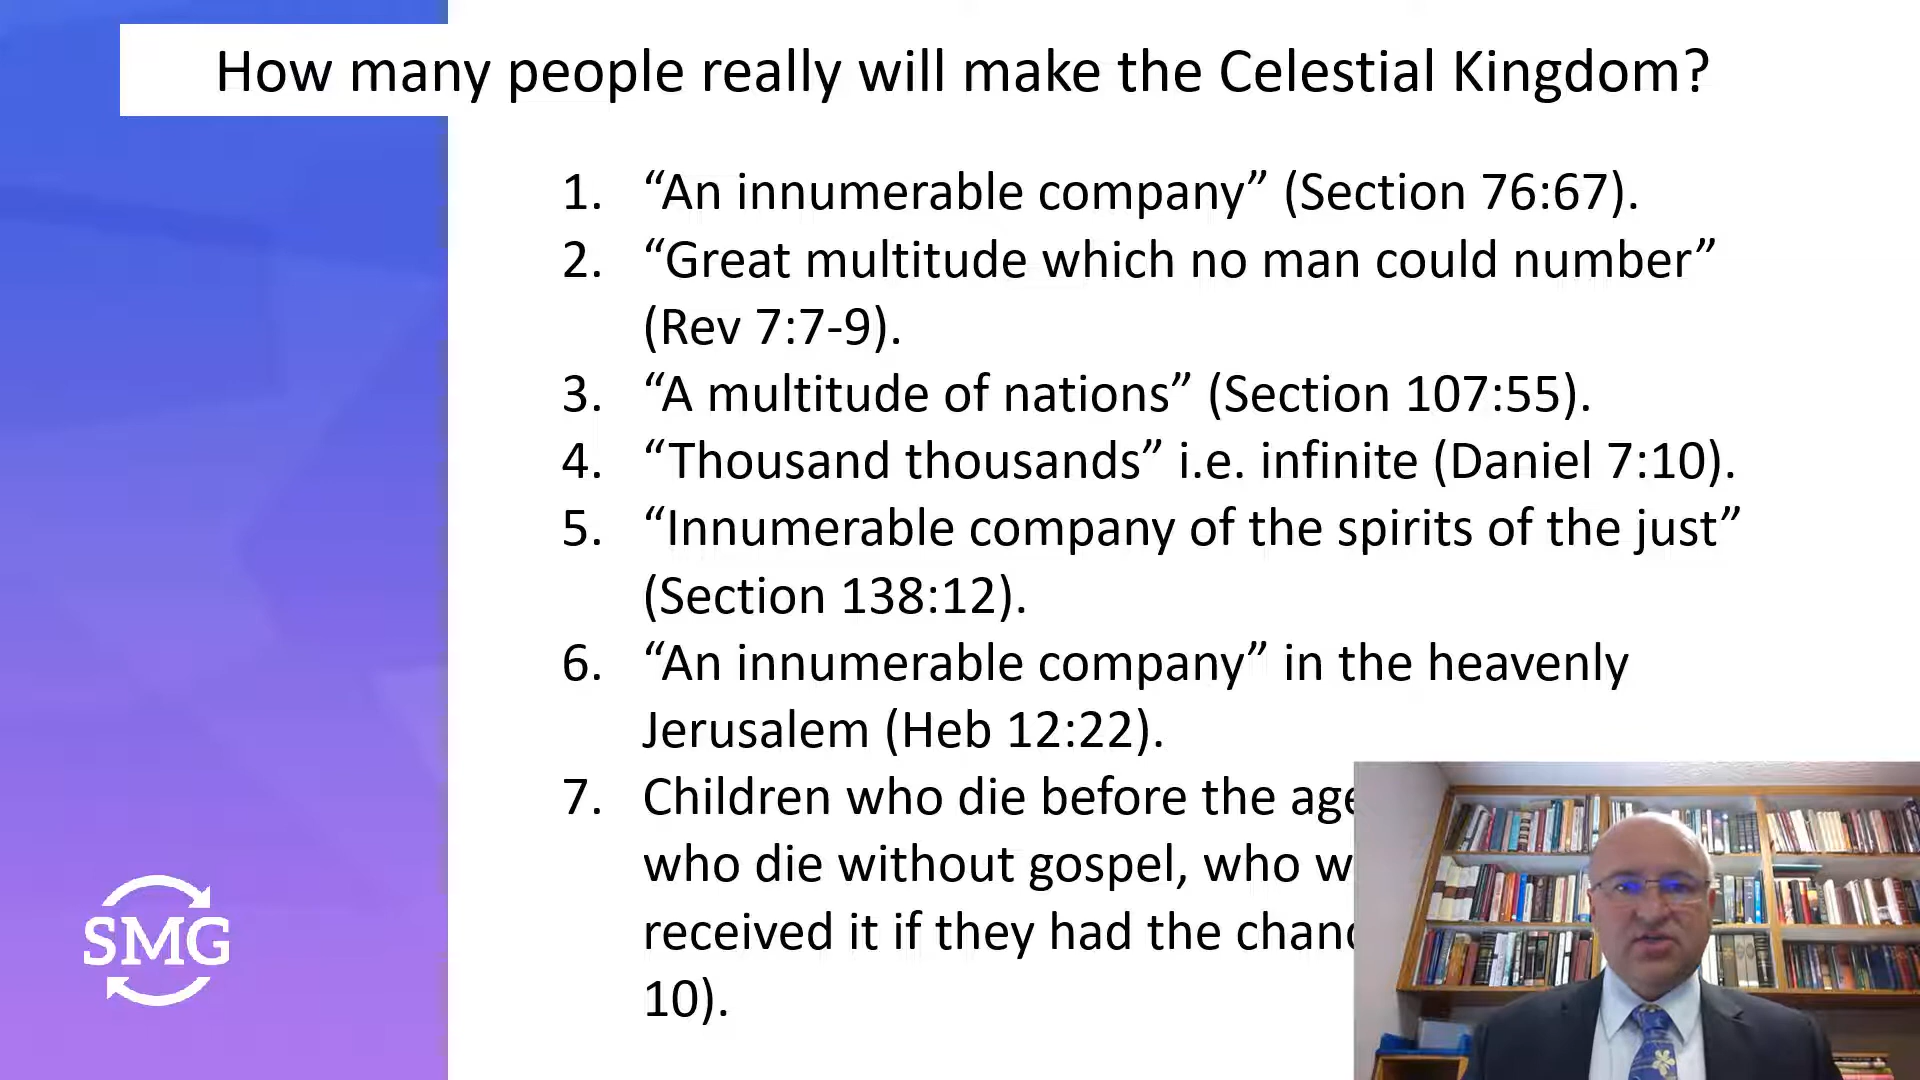 How many people really will make the Celestial Kingdom?
1. “An innumerable company” (Section 76:67).
2. “Great multitude which no man could number”
(Rev 7:7-9).
3. “A multitude of nations” (Section 107:55).
4. “Thousand thousands” i.e. infinite (Daniel 7:10).
5. “Innumerable company of the spirits of the just”
(Section 138:12).
6. “An innumerable company” in the heavenly
Jerusalem (Heb 12:22).
7. Children who die before the age
who die without gospel, who w
received it if they had the chanc
10).
SMG